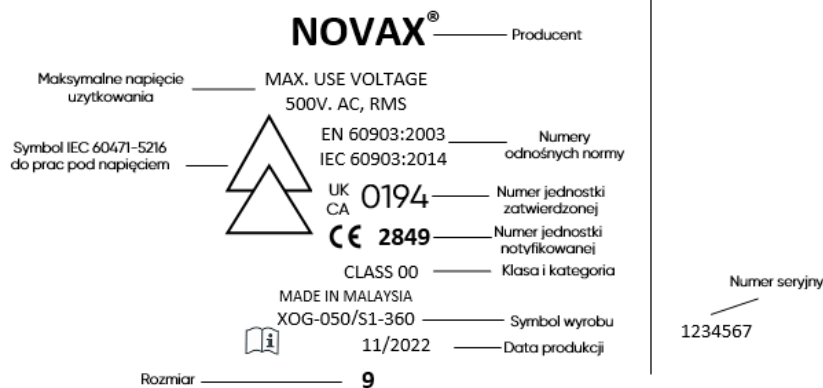 NOVAX®
Producent
Maksymalne napięcie
uzytkowania
MAX. USE VOLTAGE
500V. AC, RMS
Symbol IEC 60471-5216
do prac pod napięciem
EN 60903:2003
IEC 60903:2014
Numery
odnośnych normy
UK
CA
0194
Numer jednostki
zatwierdzonej
CE 2849
Numer jednostki
notyfikowanej
CLASS 00
Klasa i kategoria
MADE IN MALAYSIA
XOG-050/S1-360
Symbol wyrobu
i
11/2022
Data produkcji
Rozmiar
9
Numer seryjny
1234567